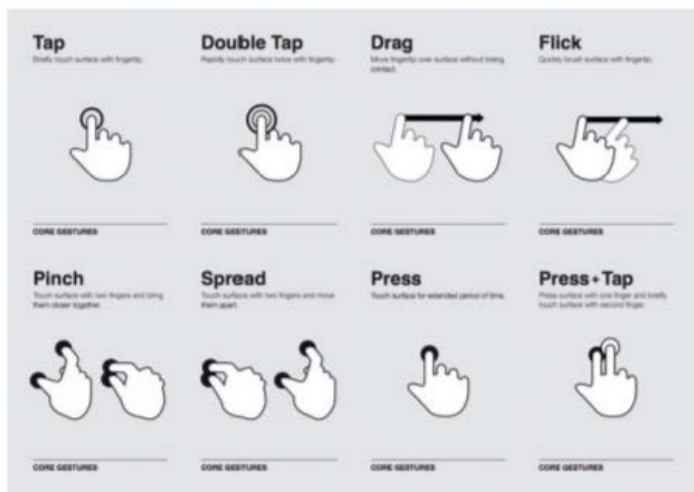 Tap
Briefly touch surface with fingertip.
Double Tap
Rapidly touch surface twice with fingertip.
Drag
Move fingertip over surface without losing
contact.
Flick
Quickly brush surface with fingertip.
CORE GESTURES
CORE GESTURES
CORE GESTURES
CORE GESTURES
Pinch
Touch surface with two fingers and bring
them closer together.
Spread
Touch surface with two fingers and move
them apart.
Press
Touch surface for extended period of time.
Press+Tap
Press surface with one finger and briefly
touch surface with second finger.
CORE GESTURES
CORE GESTURES
CORE GESTURES
CORE GESTURES